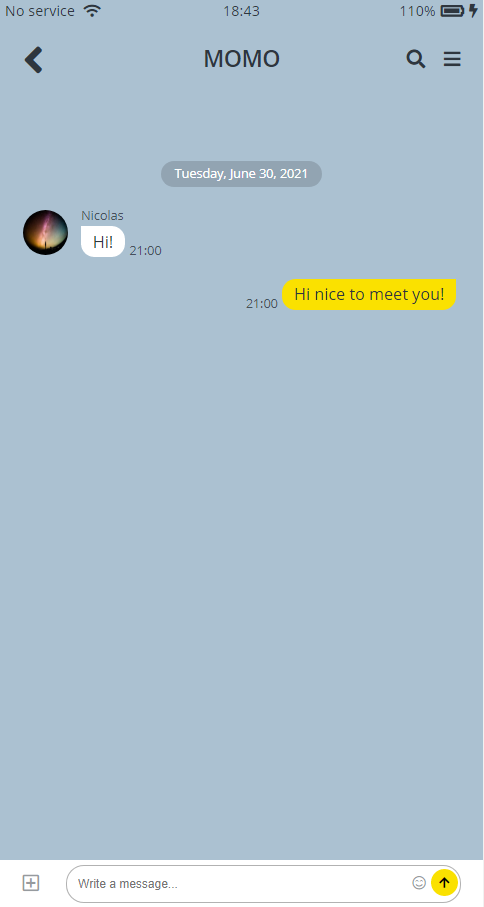 No service 18:43 110%
MOMO
Tuesday, June 30, 2021
Nicolas
Hi! 21:00
21:00 Hi nice to meet you!
Write a message...